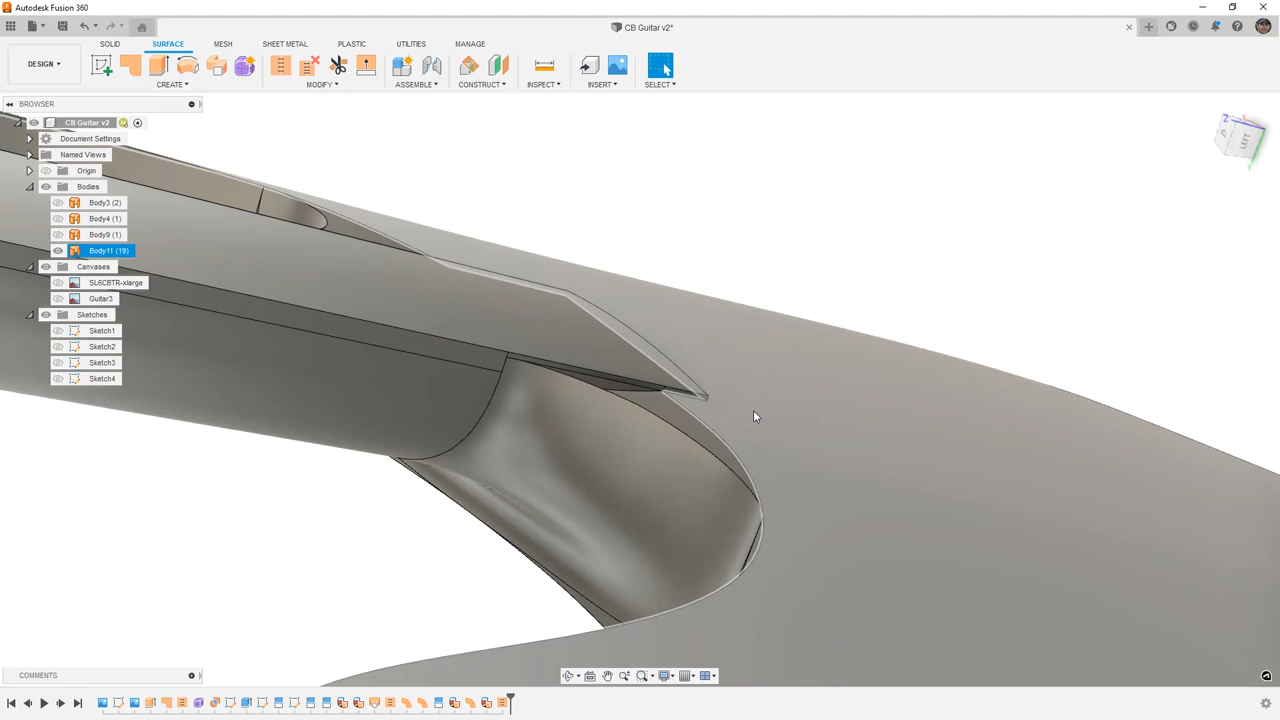 Autodesk Fusion 360
CB Guitar v2*
DESIGN
SOLID
SURFACE
MESH
SHEET METAL
PLASTIC
UTILITIES
MANAGE
CREATE
MODIFY
ASSEMBLE
CONSTRUCT
INSPECT
INSERT
SELECT
BROWSER
CB Guitar v2
Document Settings
Named Views
Origin
Bodies
Body3 (2)
Body4 (1)
Body9 (1)
Body11 (19)
Canvases
SL6CBTR-xlarge
Guitar3
Sketches
Sketch1
Sketch2
Sketch3
Sketch4
Z
LEFT
COMMENTS